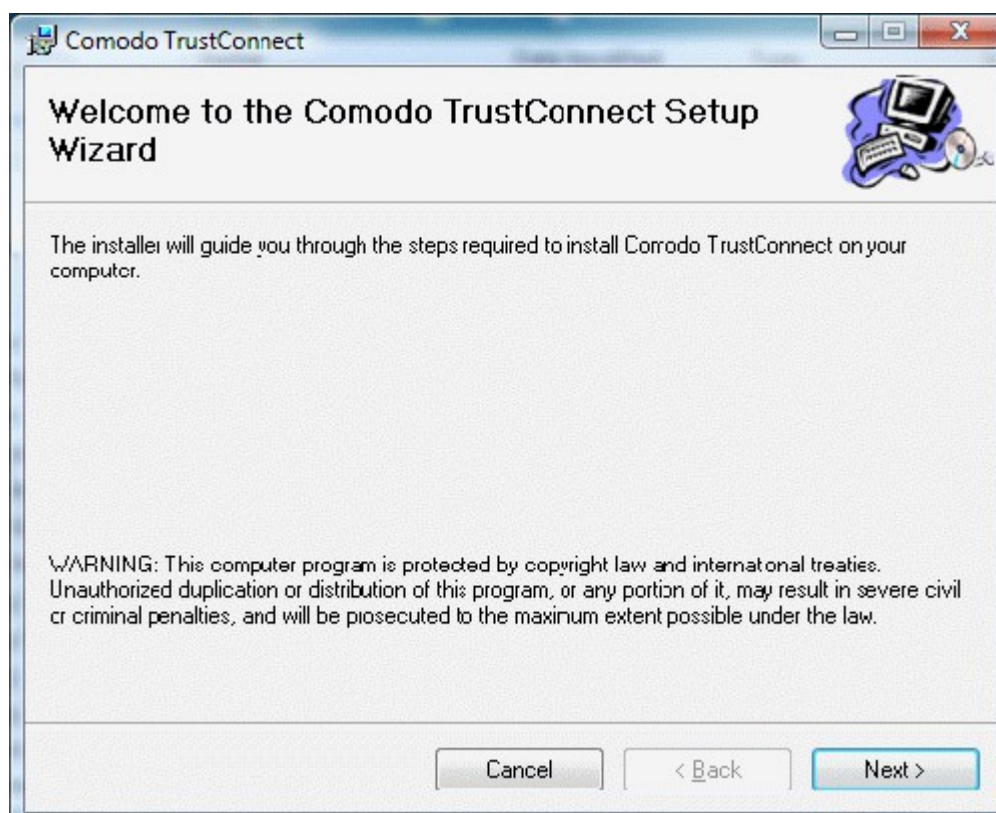 Comodo TrustConnect
Welcome to the Comodo TrustConnect Setup
Wizard
The installer will guide you through the steps required to install Comodo TrustConnect on your
computer.
WARNING: This computer program is protected by copyright law and international treaties.
Unauthorized duplication or distribution of this program, or any portion of it, may result in severe civil
or criminal penalties, and will be prosecuted to the maximum extent possible under the law.
Cancel
< Back
Next >